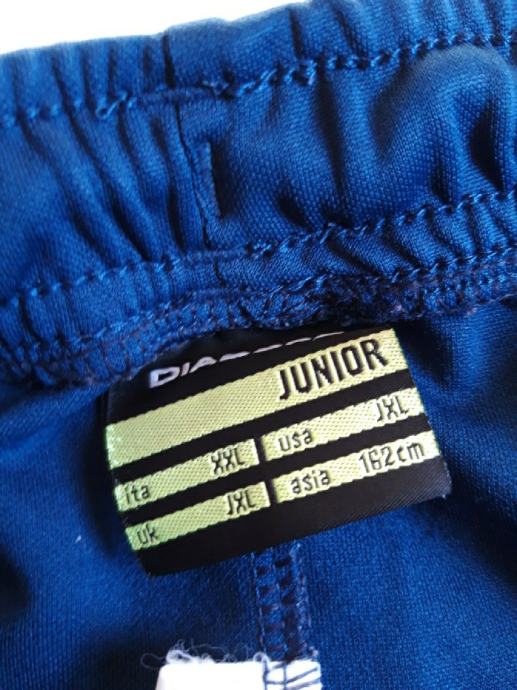 JUNIOR
ita XXL usa JXL
uk JXL asia 162cm